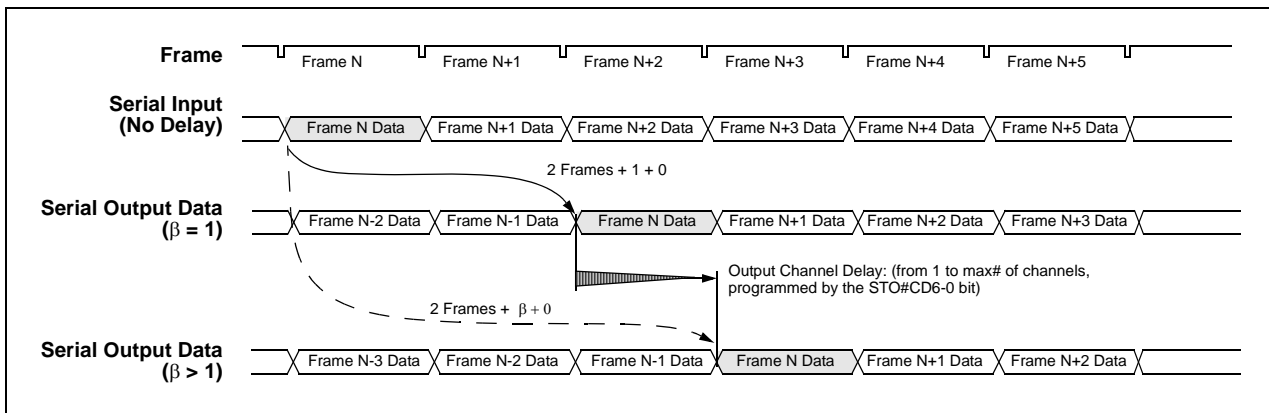 Frame
Frame N Frame N+1 Frame N+2 Frame N+3 Frame N+4 Frame N+5
Serial Input
(No Delay)
Frame N Data Frame N+1 Data Frame N+2 Data Frame N+3 Data Frame N+4 Data Frame N+5 Data
2 Frames + 1 + 0
Serial Output Data
(β = 1)
Frame N-2 Data Frame N-1 Data Frame N Data Frame N+1 Data Frame N+2 Data Frame N+3 Data
Output Channel Delay: (from 1 to max# of channels,
programmed by the STO#CD6-0 bit)
2 Frames + β + 0
Serial Output Data
(β > 1)
Frame N-3 Data Frame N-2 Data Frame N-1 Data Frame N Data Frame N+1 Data Frame N+2 Data